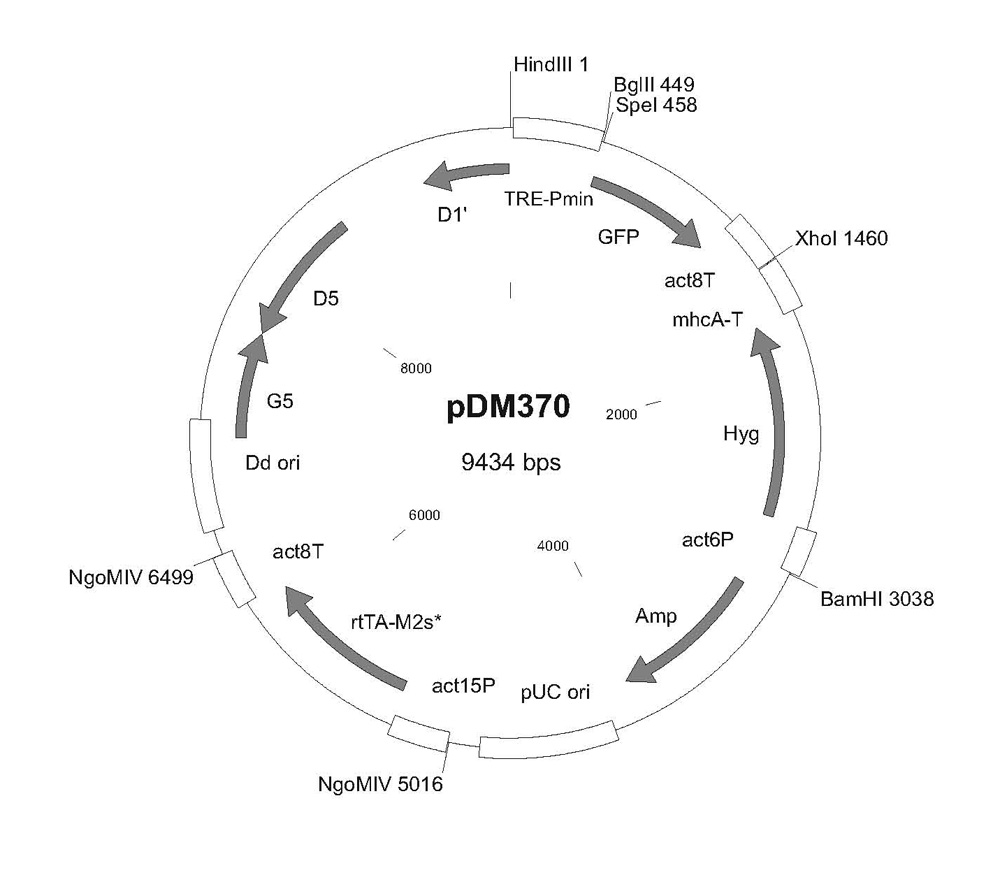 HindIII 1
BglII 449
SpeI 458
D1'
TRE-Pmin
GFP
XhoI 1460
act8T
D5
mhcA-T
8000
G5
pDM370
2000
Hyg
Dd ori
9434 bps
6000
act6P
4000
act8T
NgoMIV 6499
BamHI 3038
rtTA-M2s*
Amp
act15P
pUC ori
NgoMIV 5016